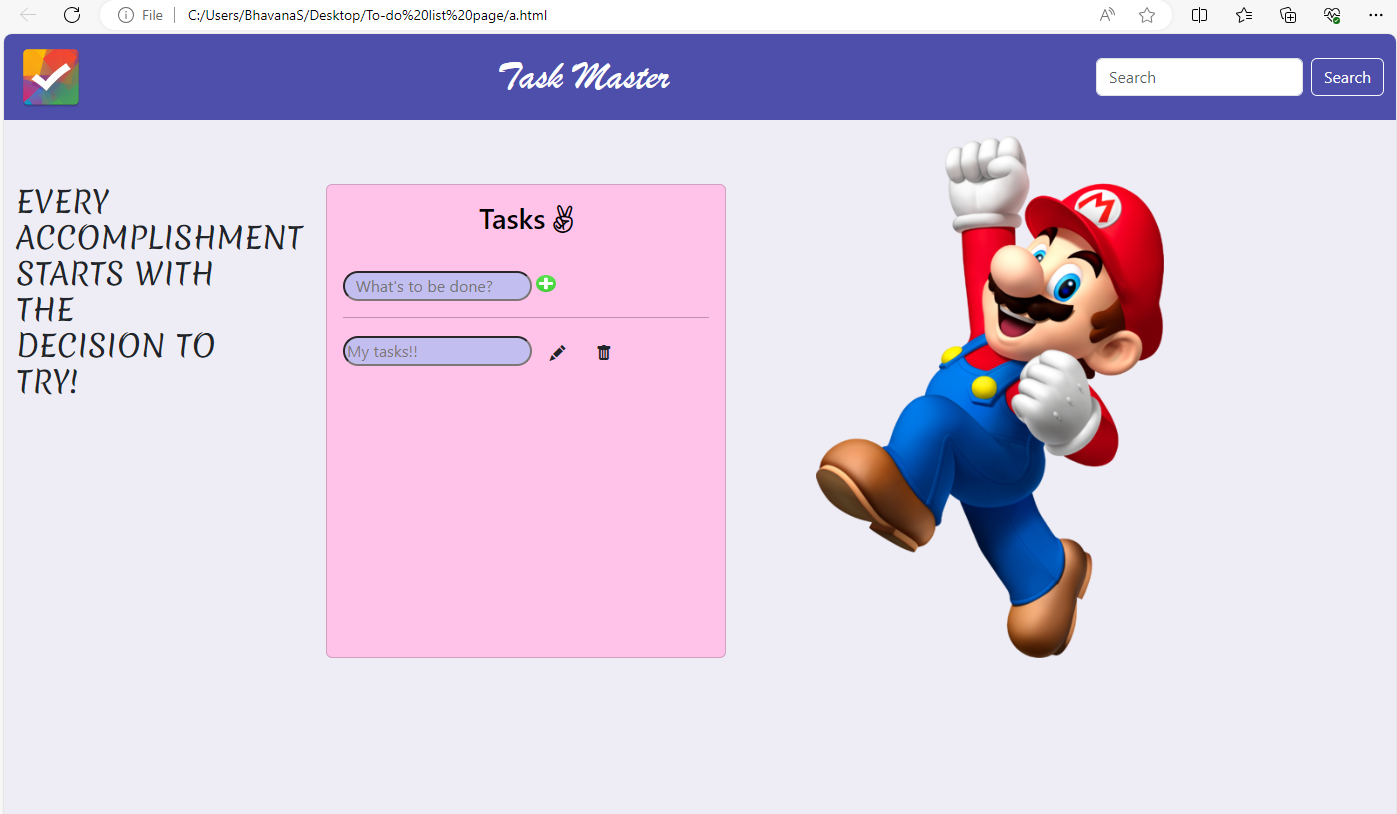 File C:/Users/BhavanaS/Desktop/To-do%20list%20page/a.html
Task Master
Search
Search
EVERY
ACCOMPLISHMENT
STARTS WITH
THE
DECISION TO
TRY!
Tasks ✌
What's to be done?
My tasks!!
M